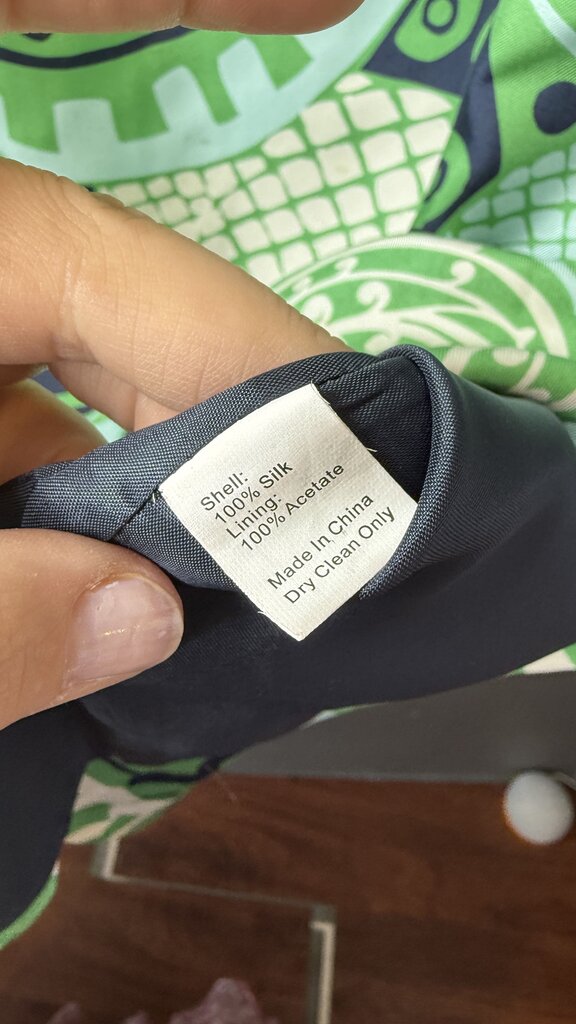 Shell:
100% Silk
Lining:
100% Acetate
Made In China
Dry Clean Only